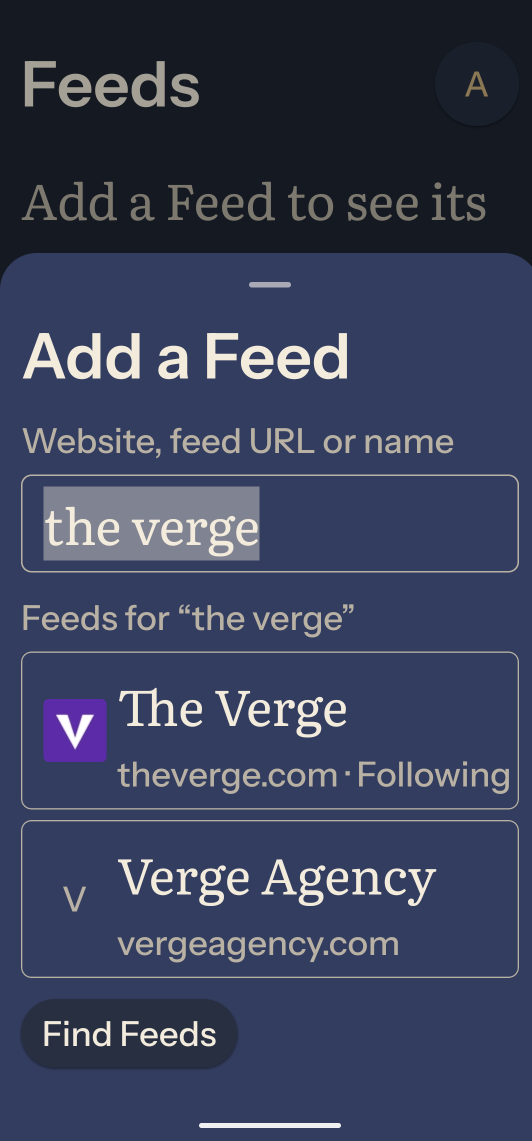 Feeds
A
Add a Feed to see its
Add a Feed
Website, feed URL or name
the verge
Feeds for “the verge”
V
The Verge
theverge.com · Following
V
Verge Agency
vergeagency.com
Find Feeds